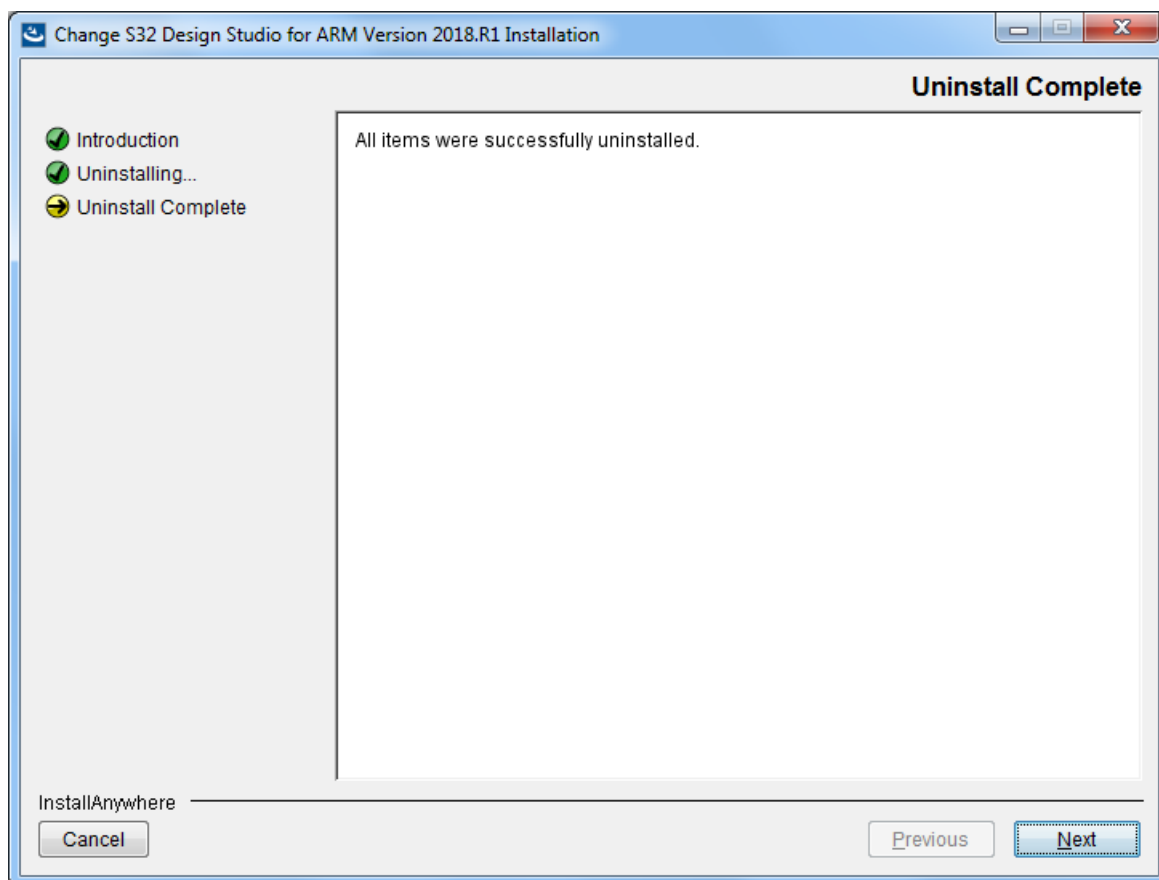 Change S32 Design Studio for ARM Version 2018.R1 Installation
Uninstall Complete
Introduction
Uninstalling...
Uninstall Complete
All items were successfully uninstalled.
InstallAnywhere
Cancel
Previous
Next